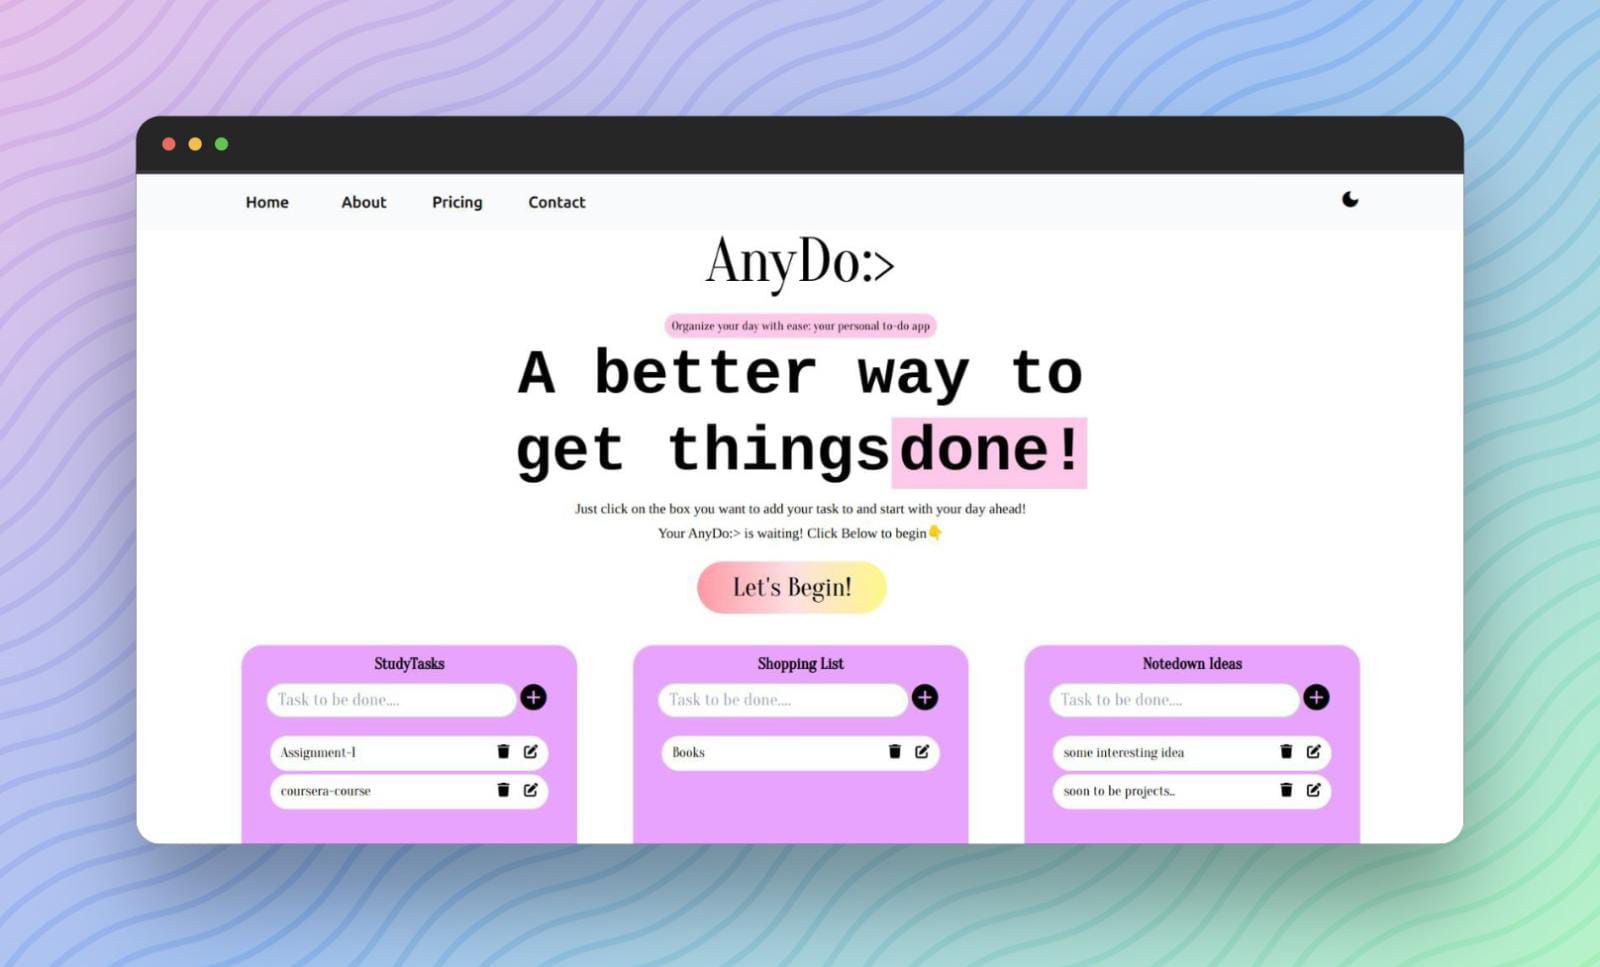 Home About Pricing Contact
AnyDo:>
Organize your day with ease: your personal to-do app
A better way to
get things done!
Just click on the box you want to add your task to and start with your day ahead!
Your AnyDo:> is waiting! Click Below to begin👇
Let's Begin!
StudyTasks
Task to be done....
Assignment-1
coursera-course
Shopping List
Task to be done....
Books
Notedown Ideas
Task to be done....
some interesting idea
soon to be projects..